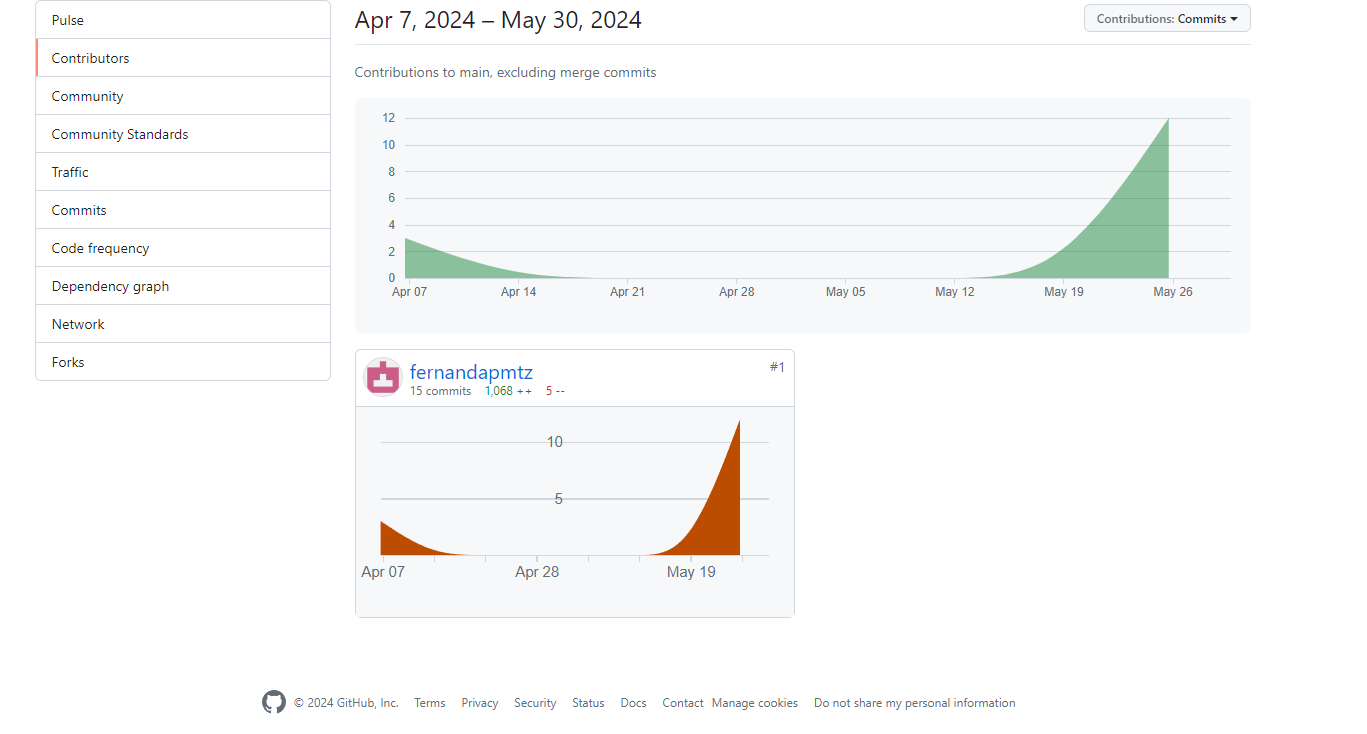 Pulse
Contributors
Community
Community Standards
Traffic
Commits
Code frequency
Dependency graph
Network
Forks
Apr 7, 2024 – May 30, 2024
Contributions: Commits
Contributions to main, excluding merge commits
12
10
8
6
4
2
0
Apr 07 Apr 14 Apr 21 Apr 28 May 05 May 12 May 19 May 26
fernandapmtz #1
15 commits 1,068 ++ 5 --
10
5
Apr 07 Apr 28 May 19
© 2024 GitHub, Inc. Terms Privacy Security Status Docs Contact Manage cookies Do not share my personal information